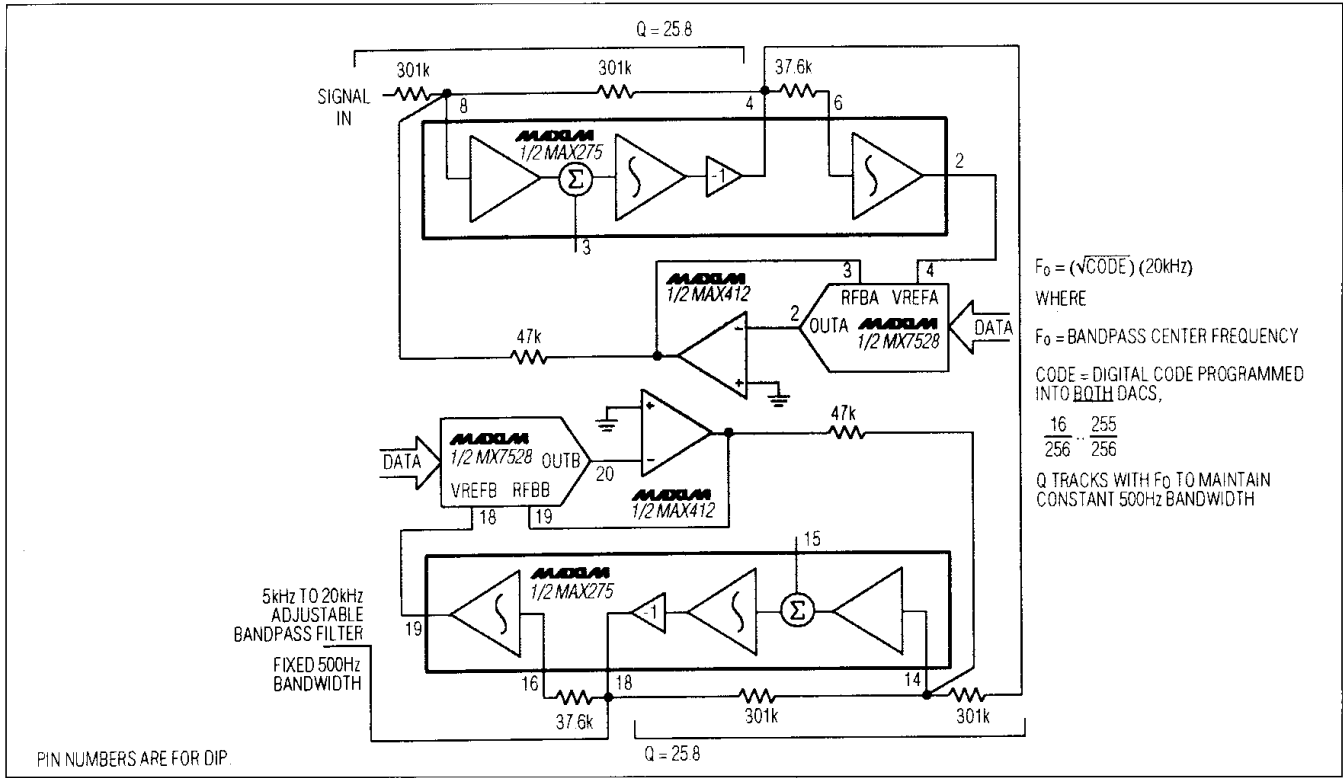 Q = 25.8
301k
301k
37.6k
SIGNAL
IN
8
4
6
MAXIM
1/2 MAX275
Σ
-1
2
3
MAXIM
1/2 MAX412
3
4
RFBA VREFA
2
OUTA
MAXIM
1/2 MX7528
DATA
47k
F₀ = (√CODE) (20kHz)
WHERE
F₀ = BANDPASS CENTER FREQUENCY
CODE = DIGITAL CODE PROGRAMMED
INTO BOTH DACS,
16/256 .. 255/256
Q TRACKS WITH F₀ TO MAINTAIN
CONSTANT 500Hz BANDWIDTH
+
-
-
+
47k
DATA
MAXIM
1/2 MX7528
OUTB
VREFB RFBB
20
18
19
MAXIM
1/2 MAX412
15
MAXIM
1/2 MAX275
-1
Σ
5kHz TO 20kHz
ADJUSTABLE
BANDPASS FILTER
19
FIXED 500Hz
BANDWIDTH
16
18
14
37.6k
301k
301k
Q = 25.8
PIN NUMBERS ARE FOR DIP.